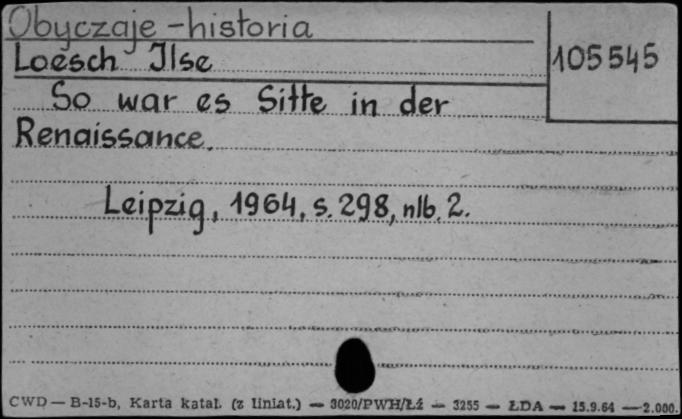 Obyczaje - historia
Loesch Ilse
105545
So war es Sitte in der
Renaissance.
Leipzig, 1964, s. 298, nlb. 2.
CWD — B-15-b, Karta katal. (z liniat.) — 3020/PWH/Łź — 3255 — ŁDA — 15.9.64 — 2.000.